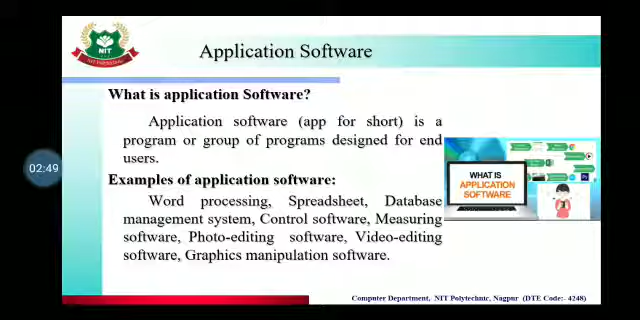 Application Software
NIT
NIT POLYTECHNIC
What is application Software?
Application software (app for short) is a
program or group of programs designed for end
users.
02:49
Examples of application software:
Word processing, Spreadsheet, Database
management system, Control software, Measuring
software, Photo-editing software, Video-editing
software, Graphics manipulation software.
WHAT IS
APPLICATION
SOFTWARE
Computer Department, NIT Polytechnic, Nagpur (DTE Code:- 4248)